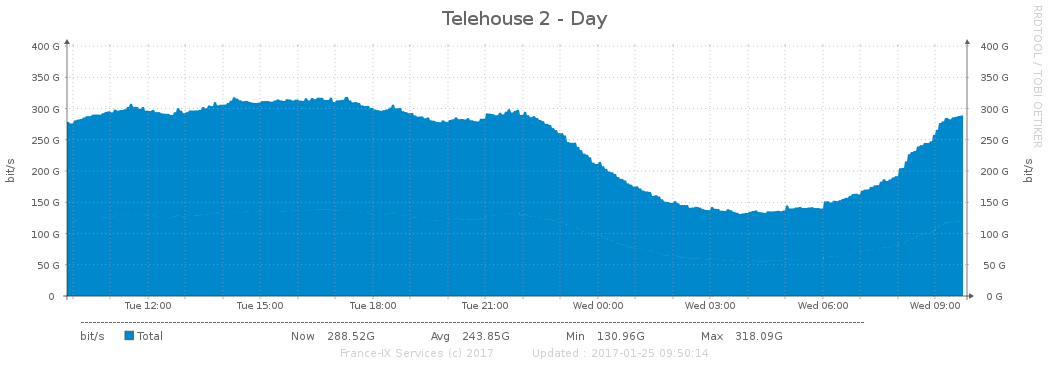 Telehouse 2 - Day
RRDTOOL / TOBI OETIKER
400 G 400 G
350 G 350 G
300 G 300 G
250 G 250 G
200 G 200 G
150 G 150 G
100 G 100 G
50 G 50 G
0 0 G
bit/s bit/s
Tue 12:00 Tue 15:00 Tue 18:00 Tue 21:00 Wed 00:00 Wed 03:00 Wed 06:00 Wed 09:00
bit/s Total Now 288.52G Avg 243.85G Min 130.96G Max 318.09G
France-IX Services (c) 2017 Updated : 2017-01-25 09:50:14